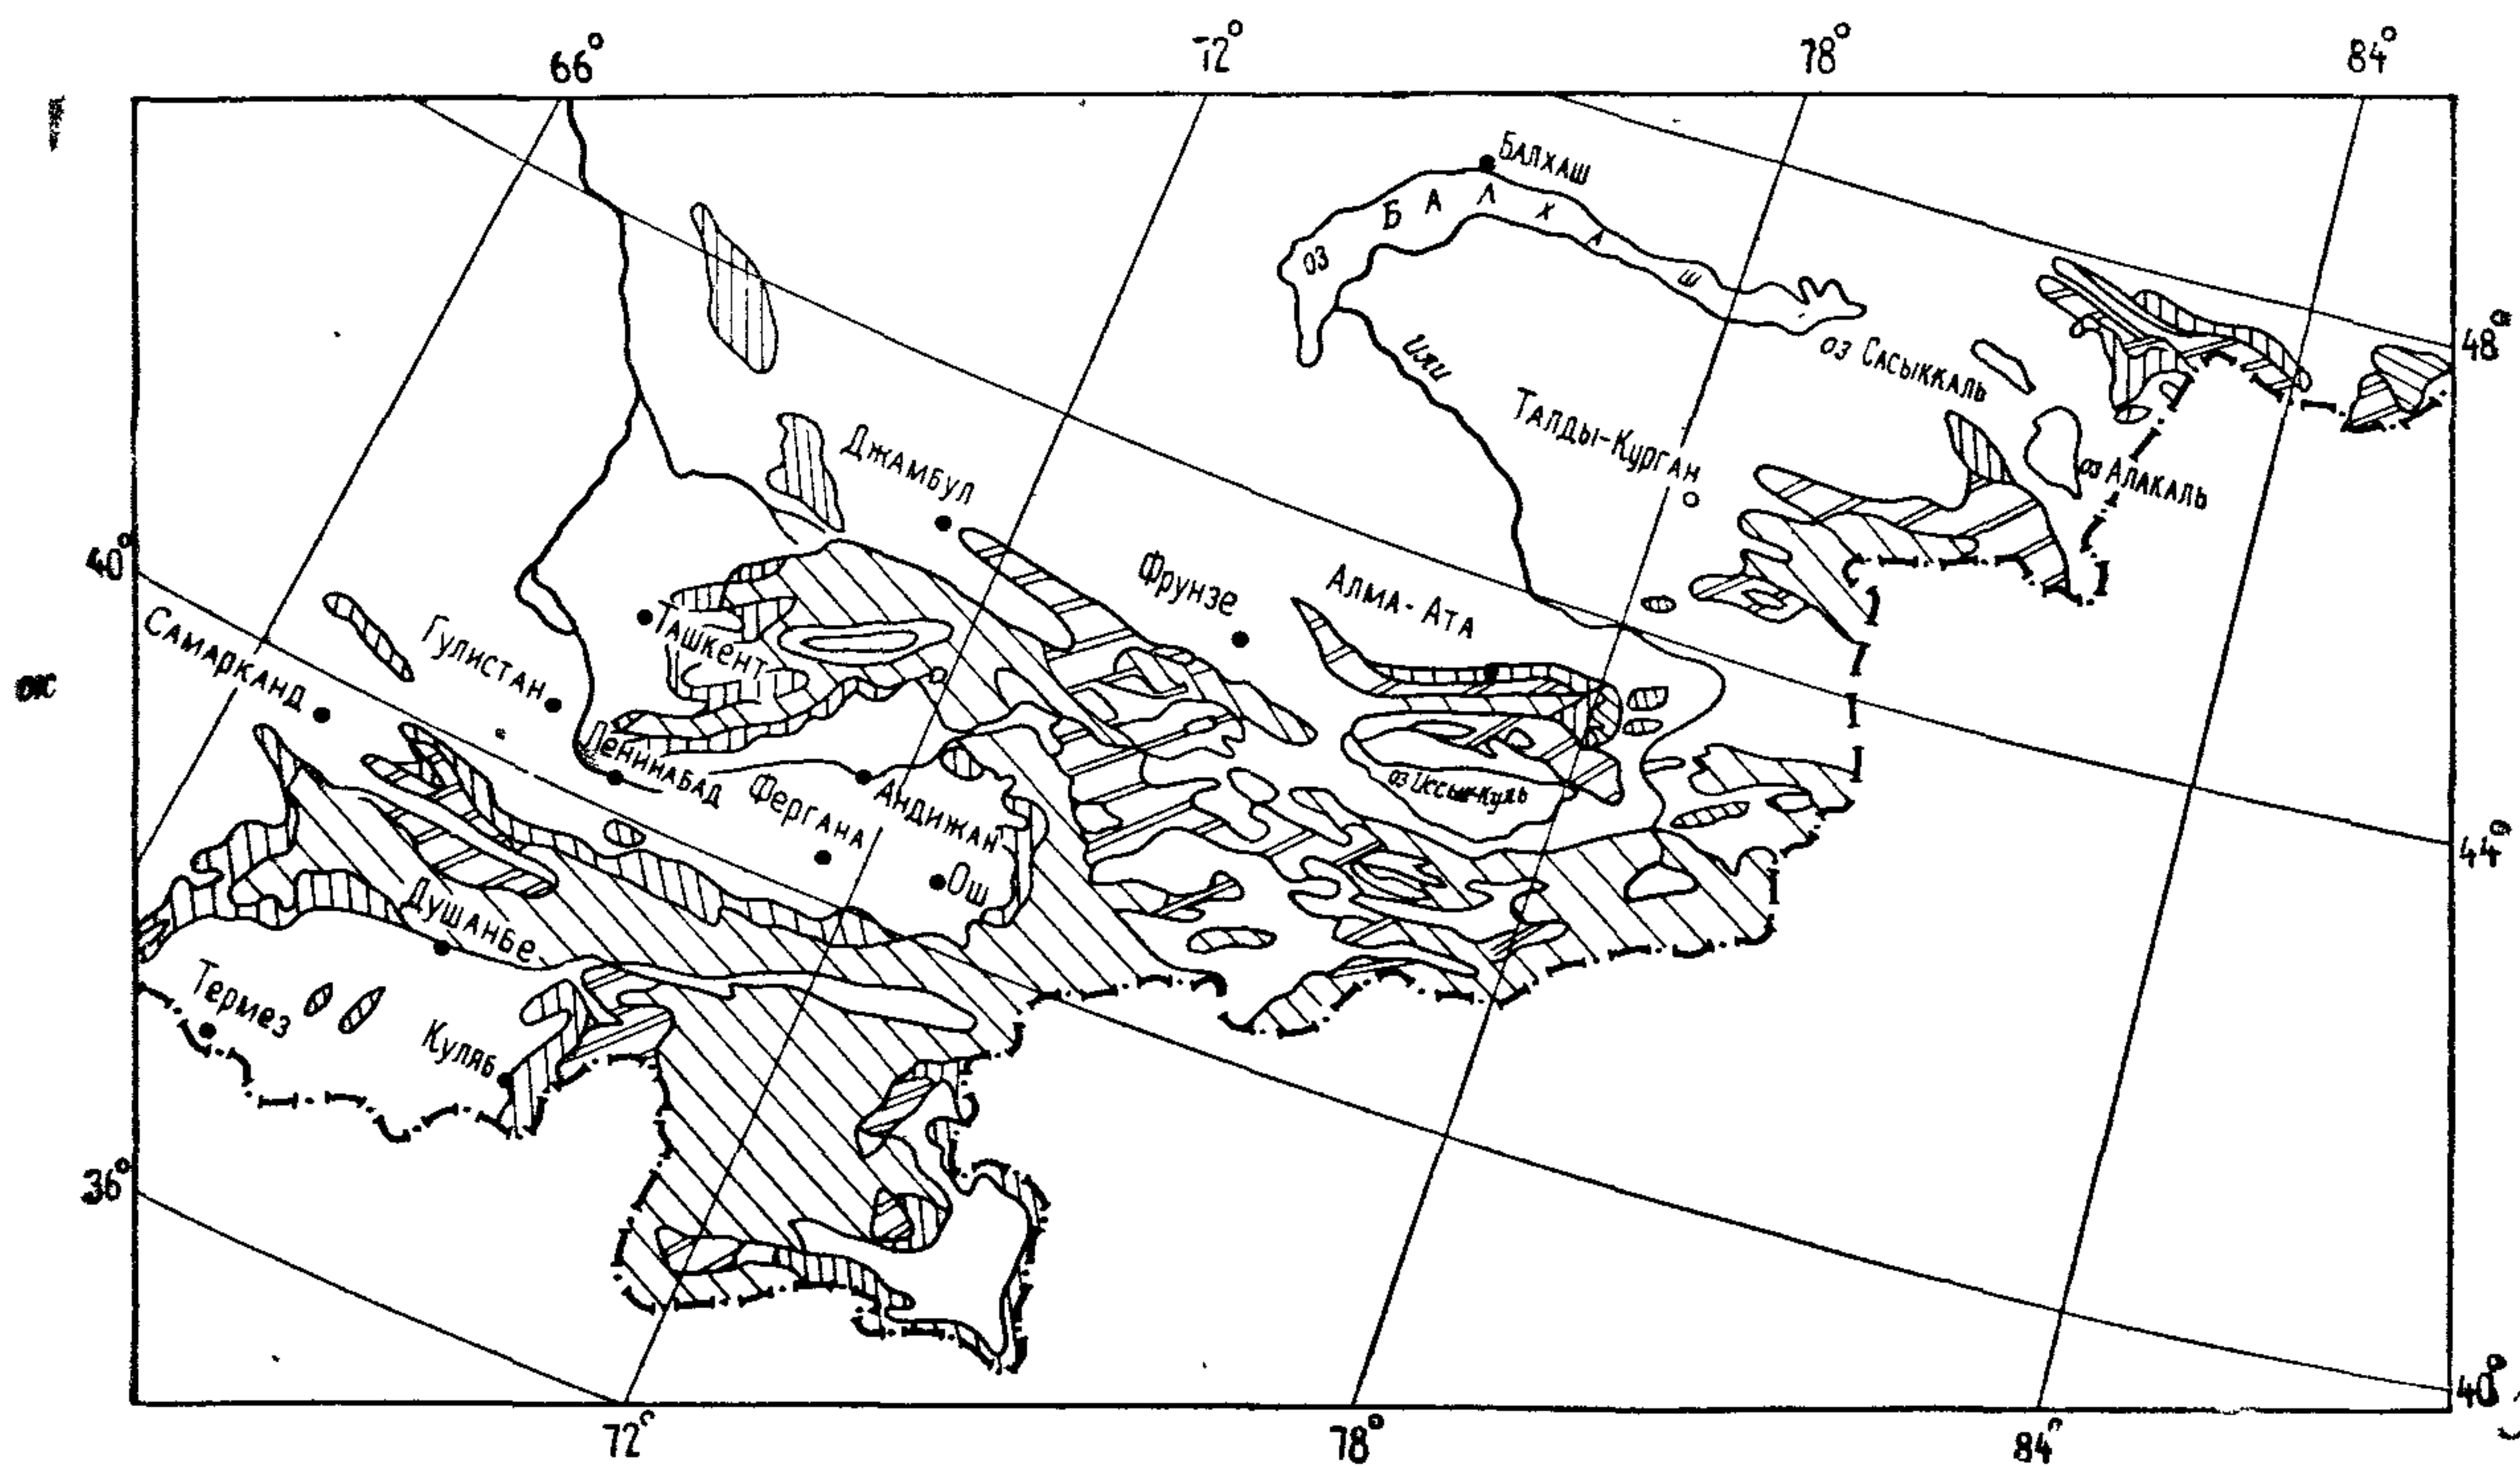 66°
72°
78°
84°
БАЛХАШ
оз БАЛХАШ
Или
оз САСЫККАЛЬ
48°
ТАЛДЫ-КУРГАН
оз АЛАКАЛЬ
ДЖАМБУЛ
40°
ФРУНЗЕ
АЛМА-АТА
САМАРКАНД
ГУЛИСТАН
ТАШКЕНТ
ЛЕНИНАБАД
ФЕРГАНА
АНДИЖАН
оз Иссык-Куль
44°
ОШ
ДУШАНБЕ
ТЕРМЕЗ
КУЛЯБ
36°
40°
72°
78°
84°